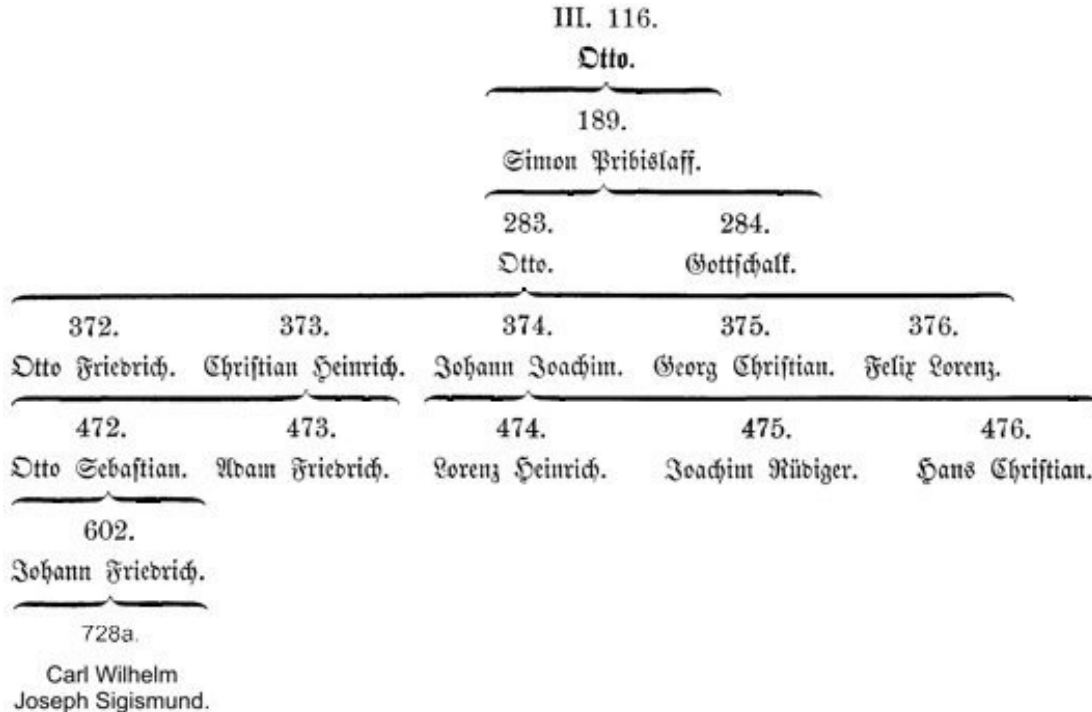 III. 116.
Otto.
189.
Simon Pribislaff.
283. 284.
Otto. Gottschalk.
372. 373. 374. 375. 376.
Otto Friedrich. Christian Heinrich. Johann Joachim. Georg Christian. Felix Lorenz.
472. 473. 474. 475. 476.
Otto Sebastian. Adam Friedrich. Lorenz Heinrich. Joachim Rüdiger. Hans Christian.
602.
Johann Friedrich.
728a.
Carl Wilhelm
Joseph Sigismund.